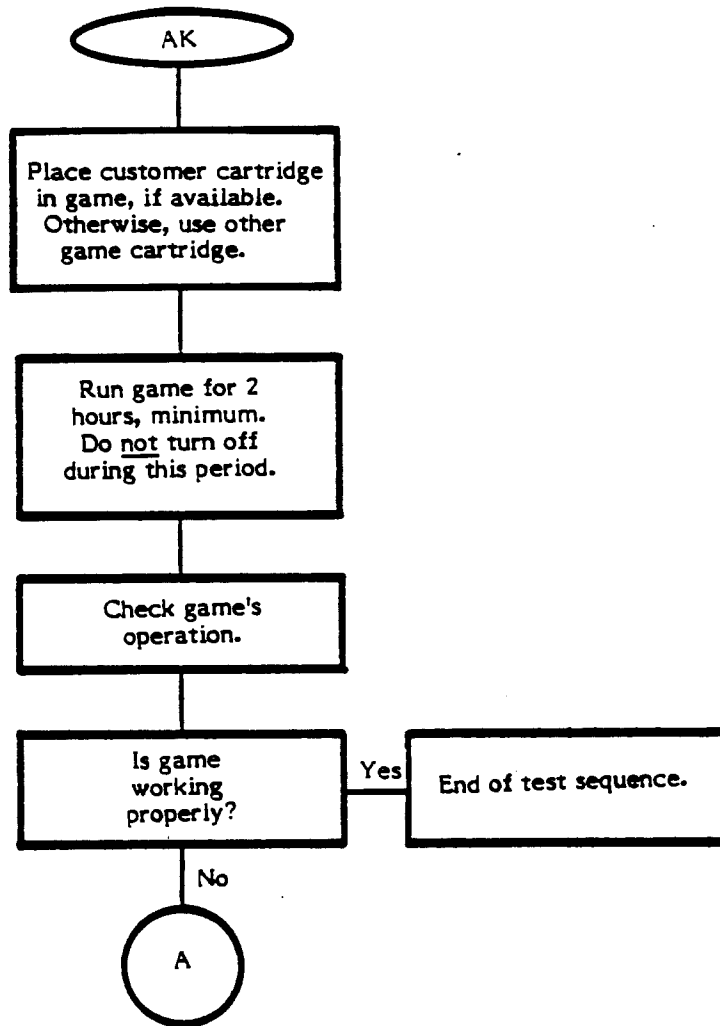 AK
Place customer cartridge
in game, if available.
Otherwise, use other
game cartridge.
Run game for 2
hours, minimum.
Do not turn off
during this period.
Check game's
operation.
Is game
working
properly?
Yes
End of test sequence.
No
A